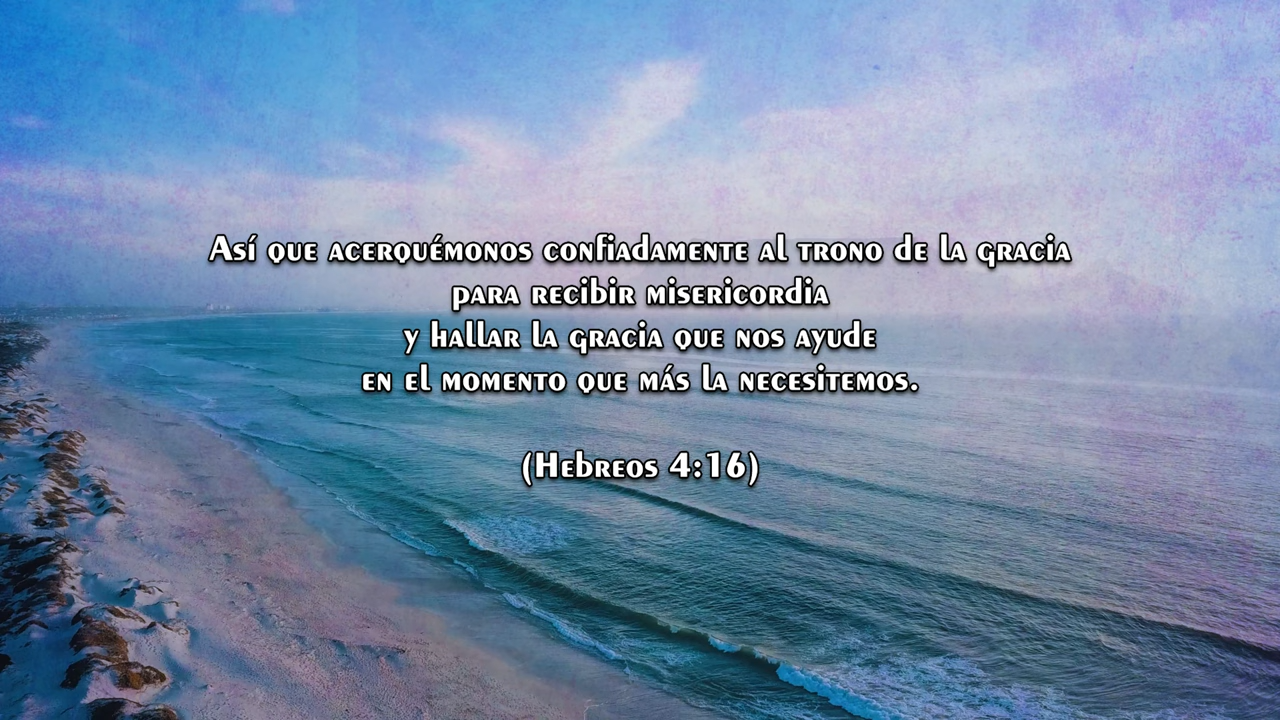 Así que acerquémonos confiadamente al trono de la gracia
para recibir misericordia
y hallar la gracia que nos ayude
en el momento que más la necesitemos.
(Hebreos 4:16)